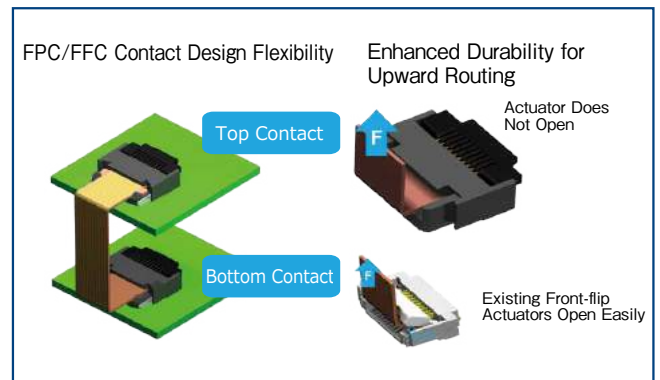 FPC/FFC Contact Design Flexibility
Enhanced Durability for
Upward Routing
Top Contact
F
Actuator Does
Not Open
Bottom Contact
F
Existing Front-flip
Actuators Open Easily